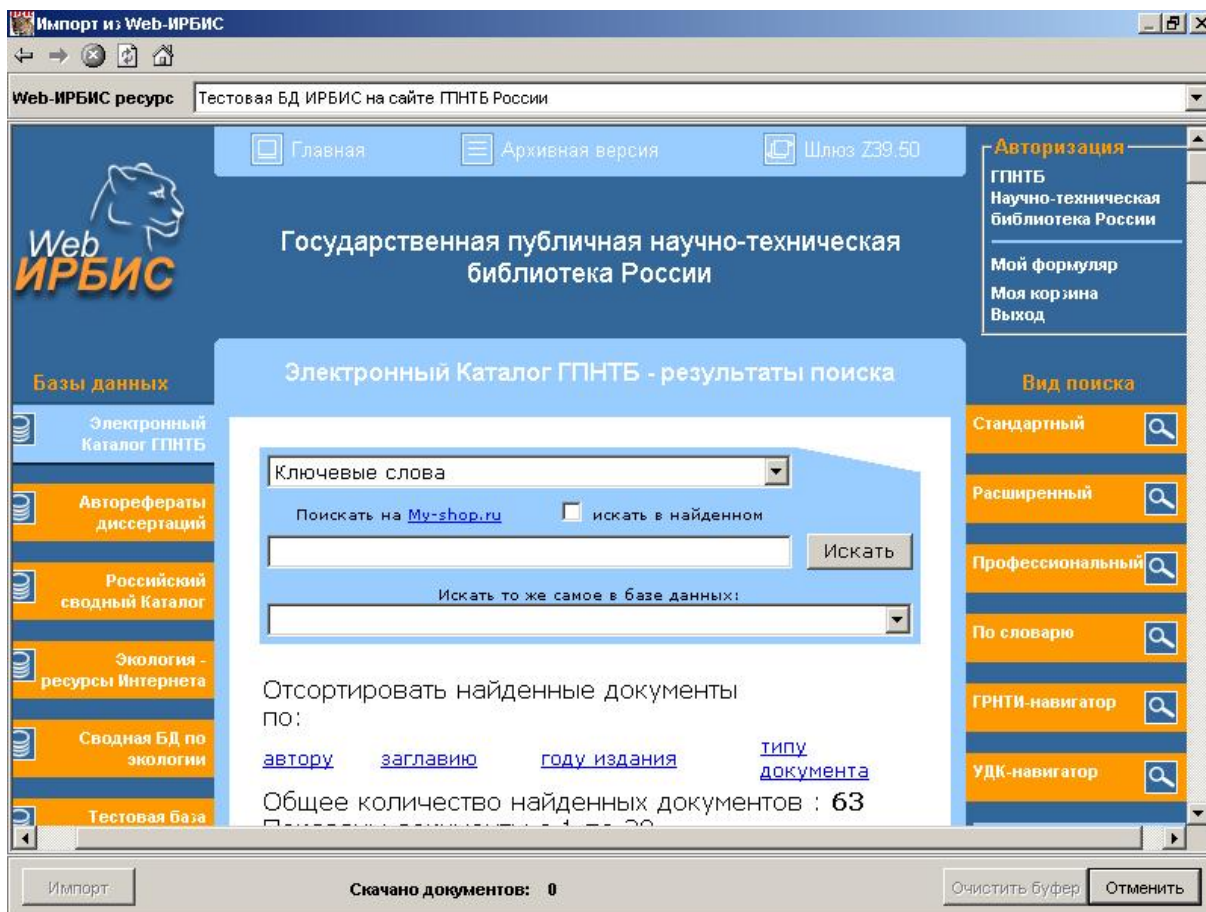 Импорт из Web-ИРБИС
Web-ИРБИС ресурс
Тестовая БД ИРБИС на сайте ГПНТБ России
Главная
Архивная версия
Шлюз Z39.50
Авторизация
ГПНТБ
Научно-техническая
библиотека России
Мой формуляр
Моя корзина
Выход
Web
ИРБИС
Государственная публичная научно-техническая
библиотека России
Базы данных
Электронный Каталог ГПНТБ - результаты поиска
Вид поиска
Электронный
Каталог ГПНТБ
Авторефераты
диссертаций
Российский
сводный Каталог
Экология -
ресурсы Интернета
Сводная БД по
экологии
Тестовая база
Ключевые слова
Поискать на My-shop.ru
искать в найденном
Искать
Искать то же самое в базе данных:
Отсортировать найденные документы
по:
автору
заглавию
году издания
типу
документа
Общее количество найденных документов : 63
Стандартный
Расширенный
Профессиональный
По словарю
ГРНТИ-навигатор
УДК-навигатор
Импорт
Скачано документов: 0
Очистить буфер
Отменить